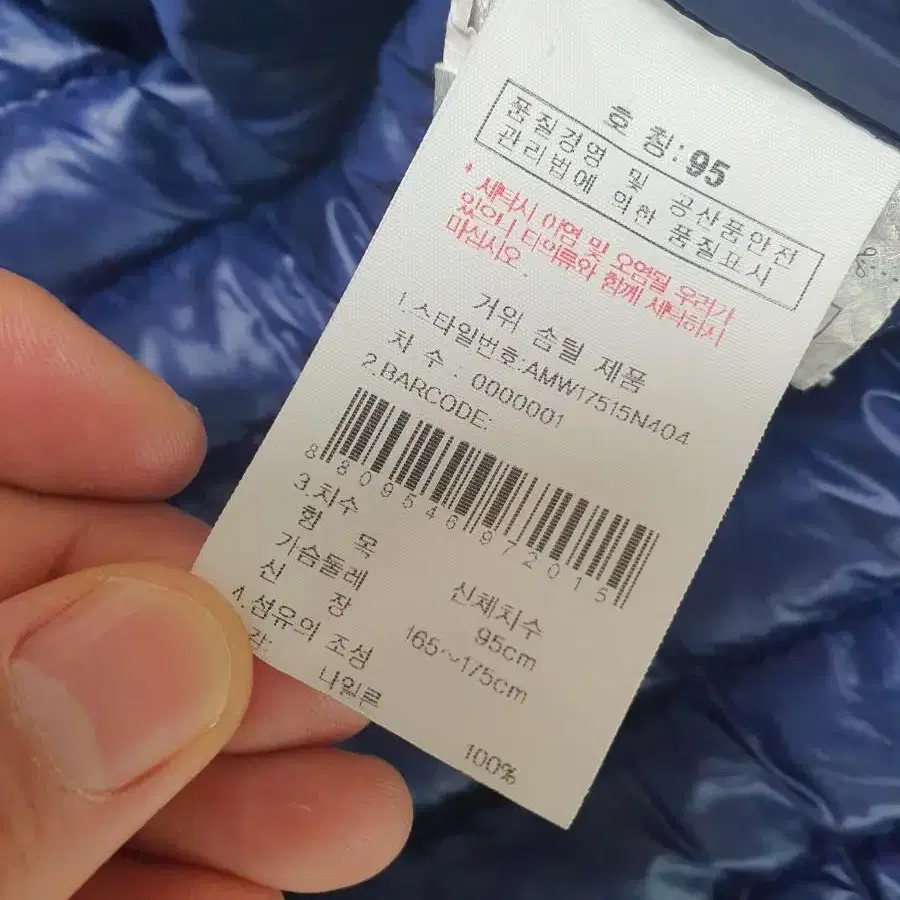 호 칭: 95
품질경영 및 공산품안전
관리법에 의한 품질표시
* 세탁시 이염 및 오염될 우려가
있으니 타의류와 함께 세탁하시
마십시오.
거위 솜털 제품
1.스타일번호:AMW17515N404
치 수 : 0000001
2.BARCODE:
8809546972015
3.치수
항 목 신체치수
가슴둘레 95cm
신 장 165~175cm
4.섬유의 조성
겉:
나일론 100%